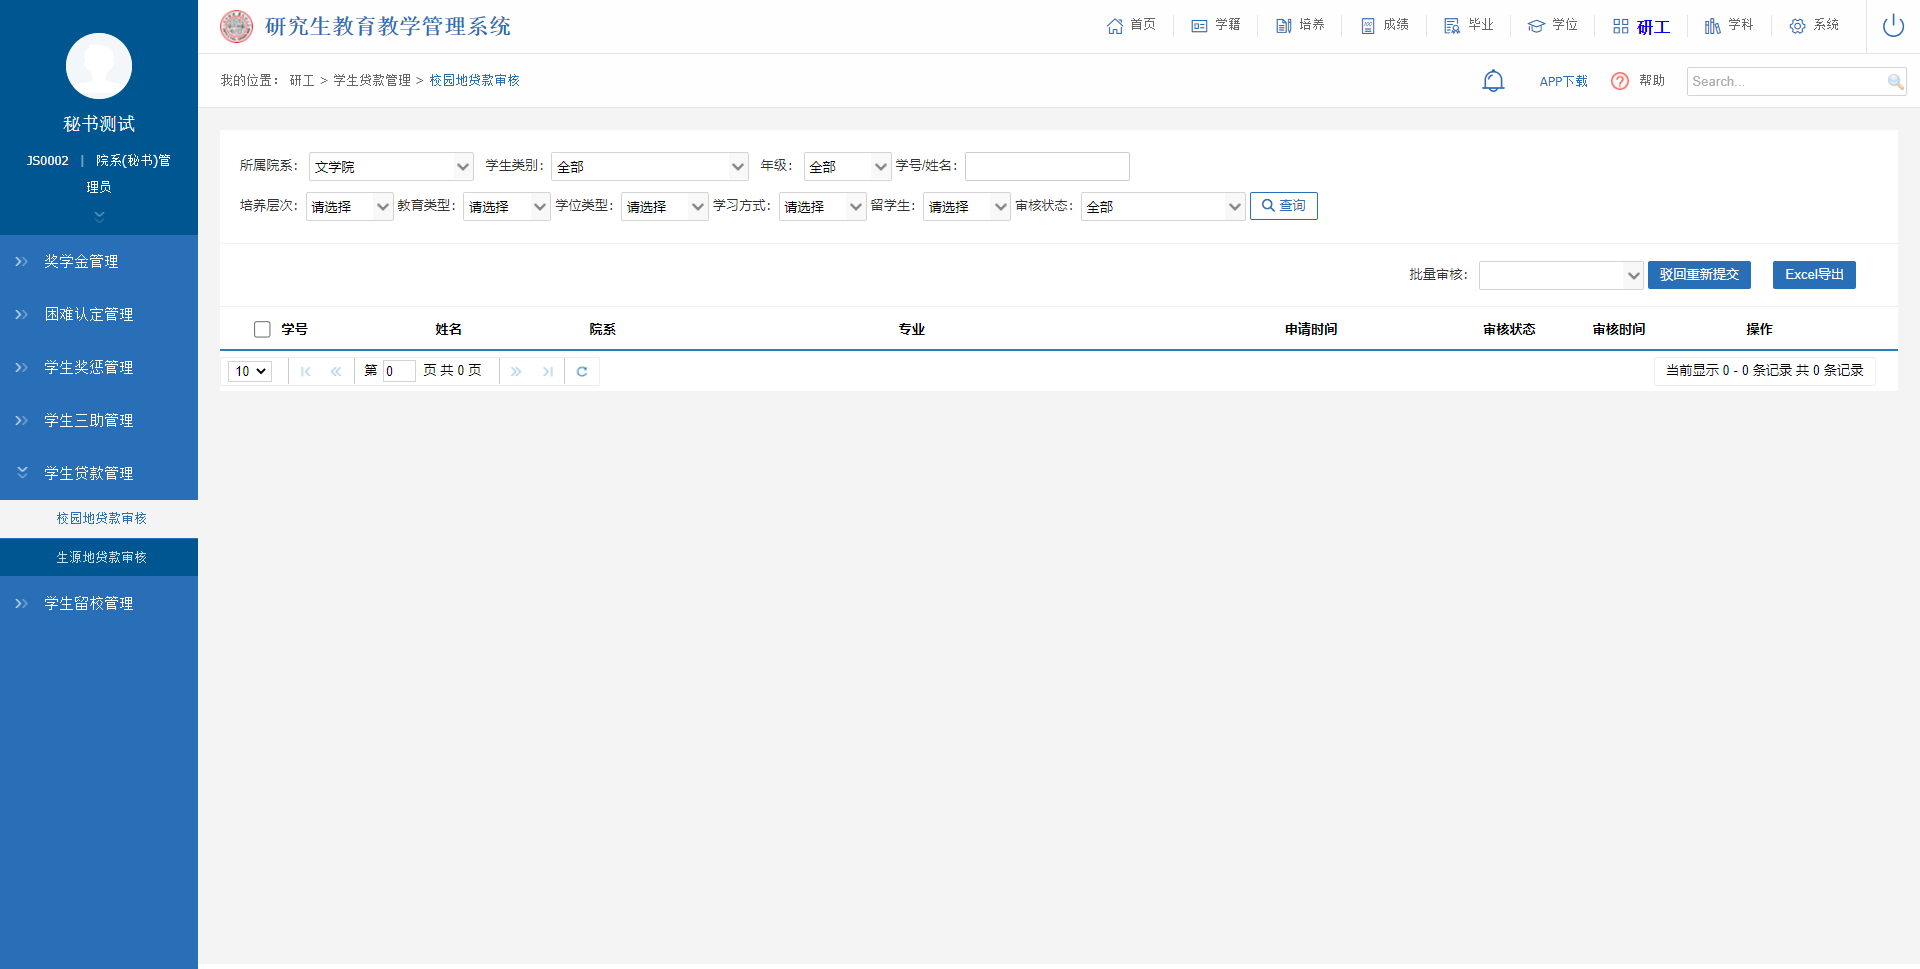 研究生教育教学管理系统
首页 学籍 培养 成绩 毕业 学位 研工 学科 系统
秘书测试
JS0002 | 院系(秘书)管
理员
我的位置： 研工 > 学生贷款管理 > 校园地贷款审核
APP下载 帮助 Search...
奖学金管理
困难认定管理
学生奖惩管理
学生三助管理
学生贷款管理
校园地贷款审核
生源地贷款审核
学生留校管理
所属院系： 文学院 学生类别： 全部 年级： 全部 学号/姓名：
培养层次： 请选择 教育类型： 请选择 学位类型： 请选择 学习方式： 请选择 留学生： 请选择 审核状态： 全部 查询
批量审核： 驳回重新提交 Excel导出
学号 姓名 院系 专业 申请时间 审核状态 审核时间 操作
10 第 0 页 共 0 页 当前显示 0 - 0 条记录 共 0 条记录